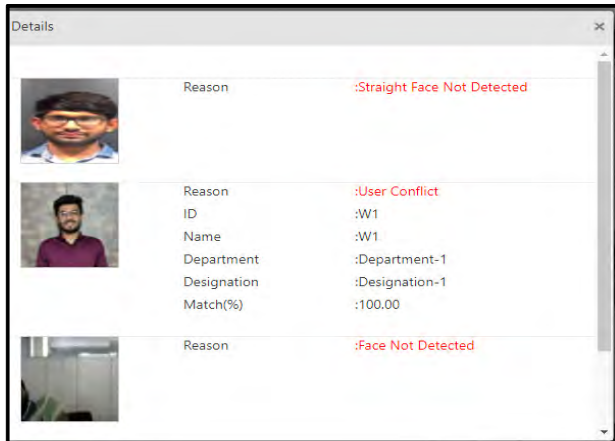 Details ×
Reason :Straight Face Not Detected
Reason :User Conflict
ID :W1
Name :W1
Department :Department-1
Designation :Designation-1
Match(%) :100.00
Reason :Face Not Detected